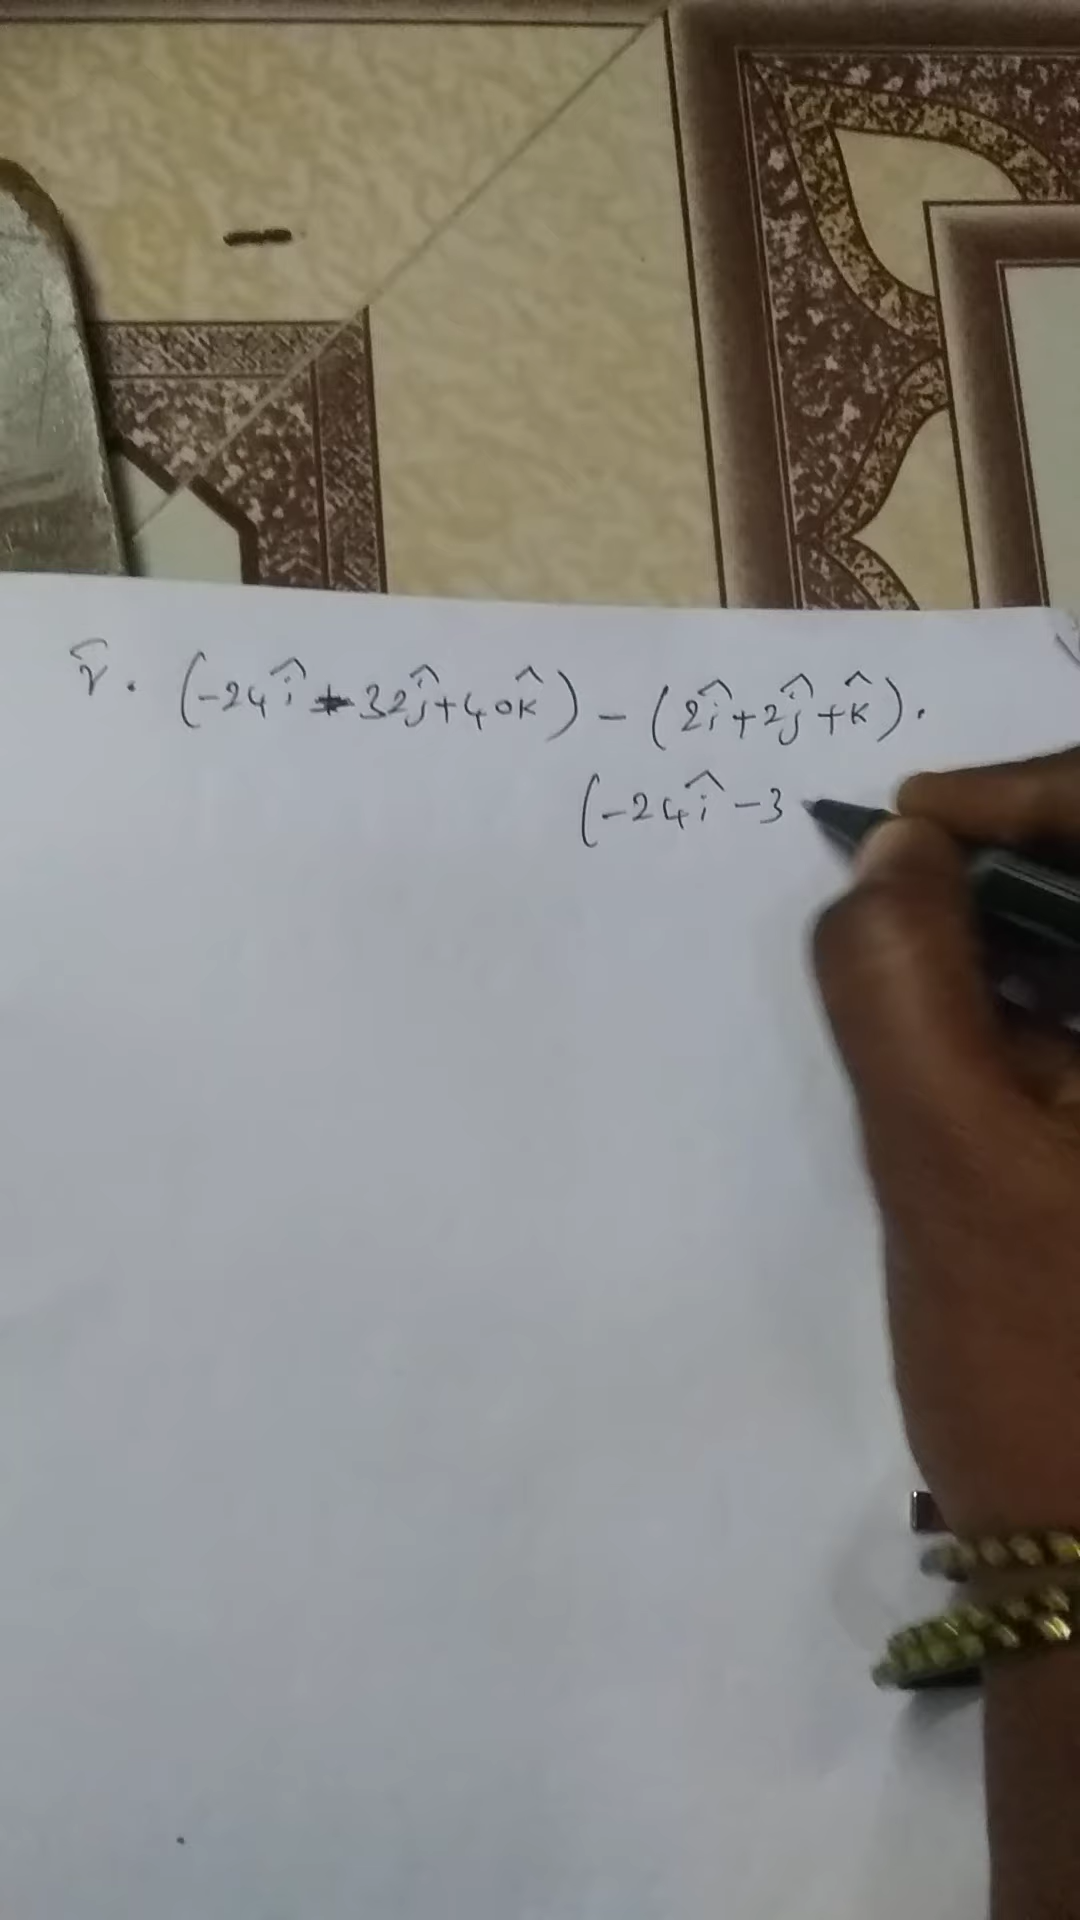 r̂. (-24î - 32ĵ+40k̂) - (2î+2ĵ+k̂).
(-24î -3